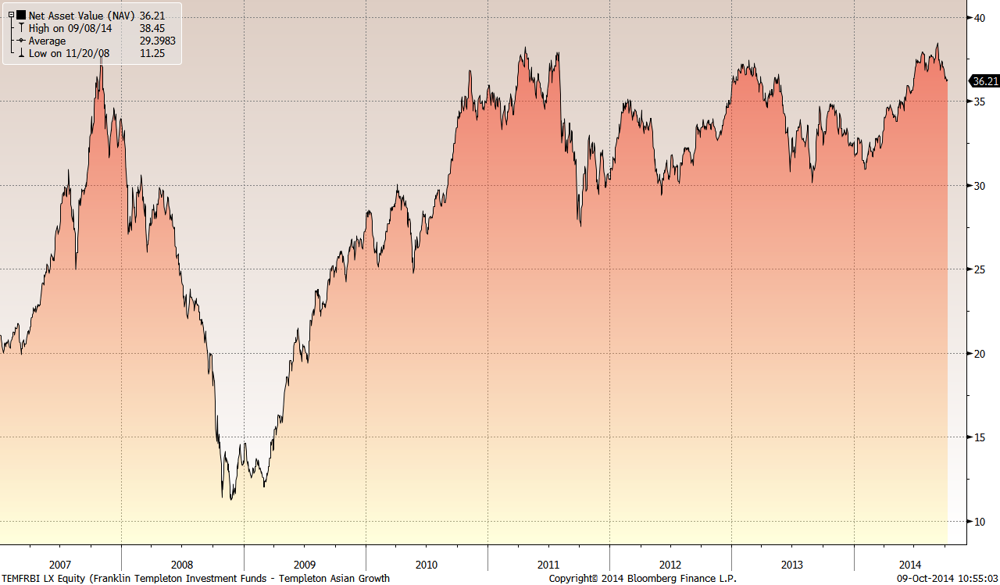 Net Asset Value (NAV) 36.21
High on 09/08/14 38.45
Average 29.3983
Low on 11/20/08 11.25
40
36.21
35
30
25
20
15
10
2007 2008 2009 2010 2011 2012 2013 2014
TEMFRBI LX Equity (Franklin Templeton Investment Funds - Templeton Asian Growth Copyright© 2014 Bloomberg Finance L.P. 09-Oct-2014 10:55:03